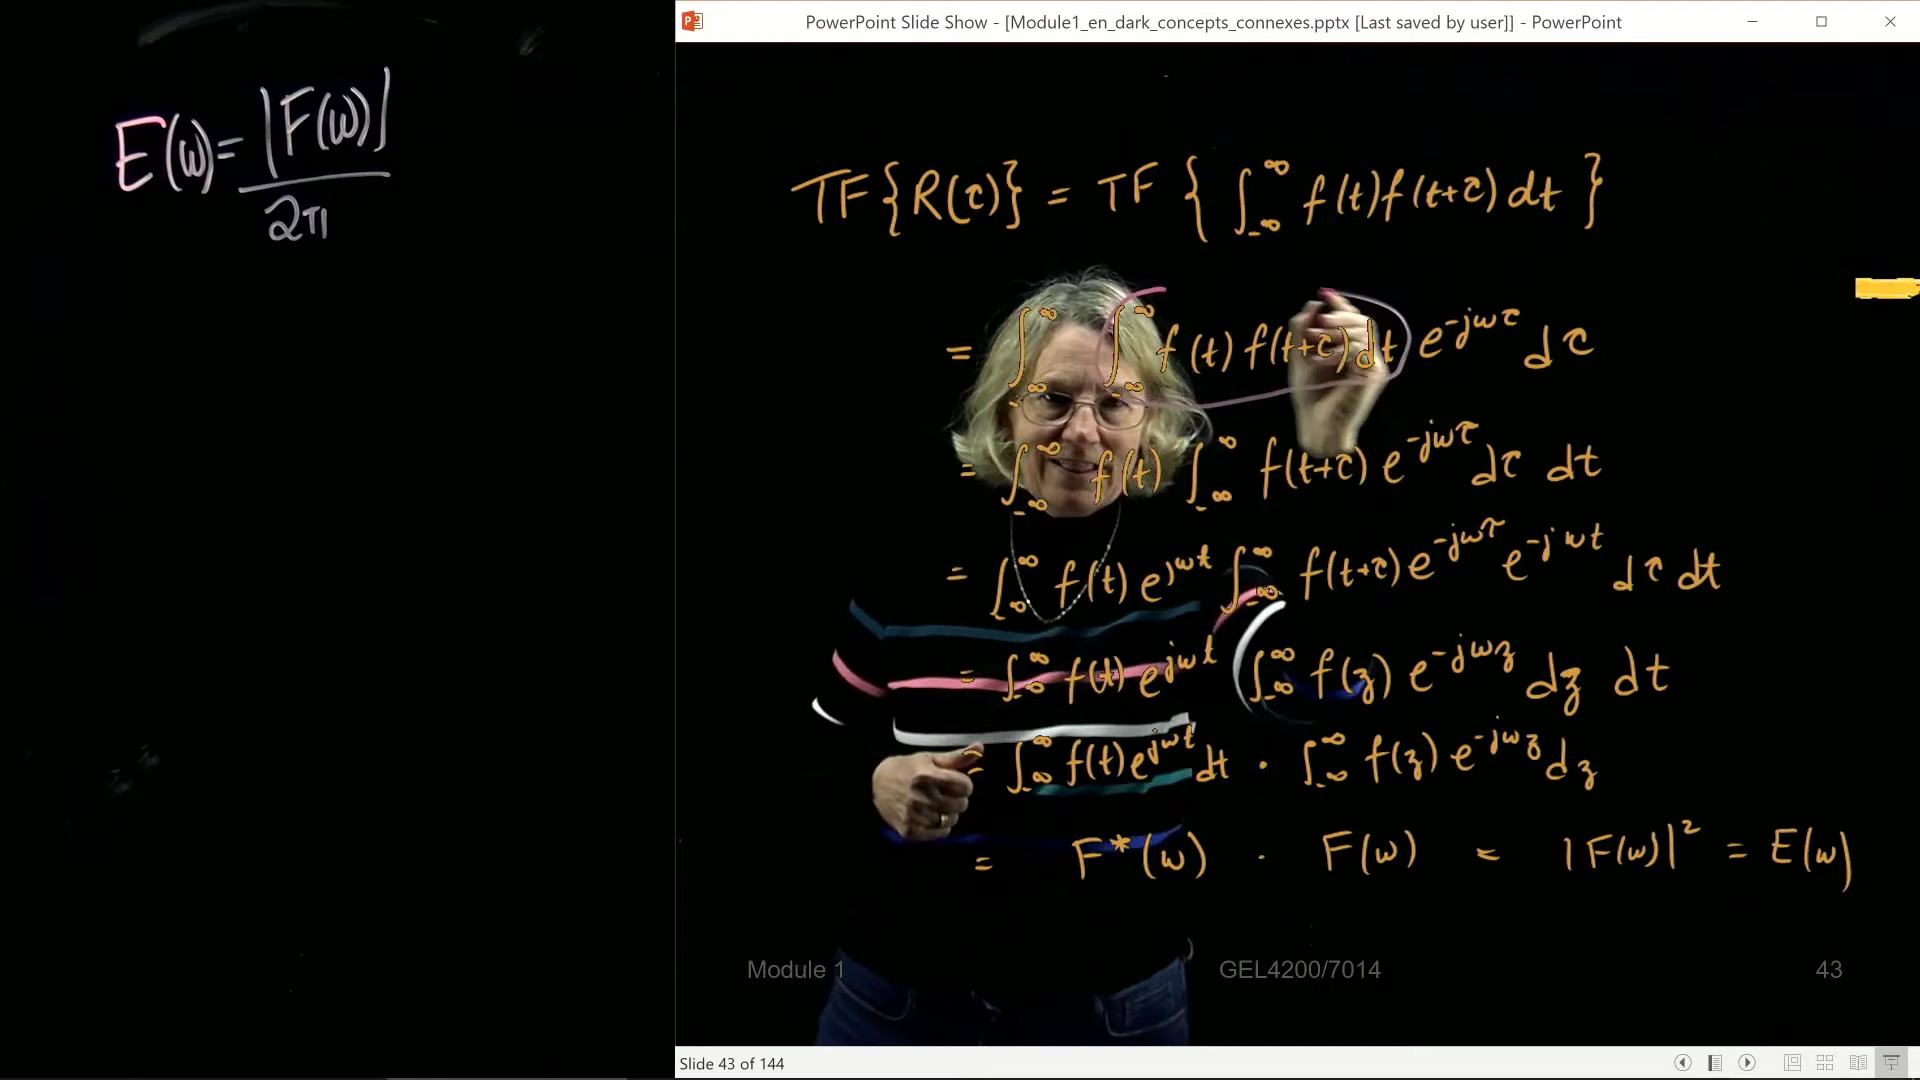 PowerPoint Slide Show - [Module1_en_dark_concepts_connexes.pptx [Last saved by user]] - PowerPoint
E(ω) = |F(ω)|
2π
TF{R(τ)} = TF { ∫_-∞^∞ f(t)f(t+τ) dt }
= ∫_-∞^∞ ∫_-∞^∞ f(t) f(t+τ) dt e^-jωτ dτ
= ∫_-∞^∞ f(t) ∫_-∞^∞ f(t+τ) e^-jωτ dτ dt
= ∫_-∞^∞ f(t) e^jωt ∫_-∞^∞ f(t+τ) e^-jωτ e^-jωt dτ dt
= ∫_-∞^∞ f(t) e^jωt ∫_-∞^∞ f(z) e^-jωz dz dt
= ∫_-∞^∞ f(t) e^jωt dt · ∫_-∞^∞ f(z) e^-jωz dz
= F*(ω) · F(ω) = |F(ω)|² = E(ω)
Module 1 GEL4200/7014 43
Slide 43 of 144